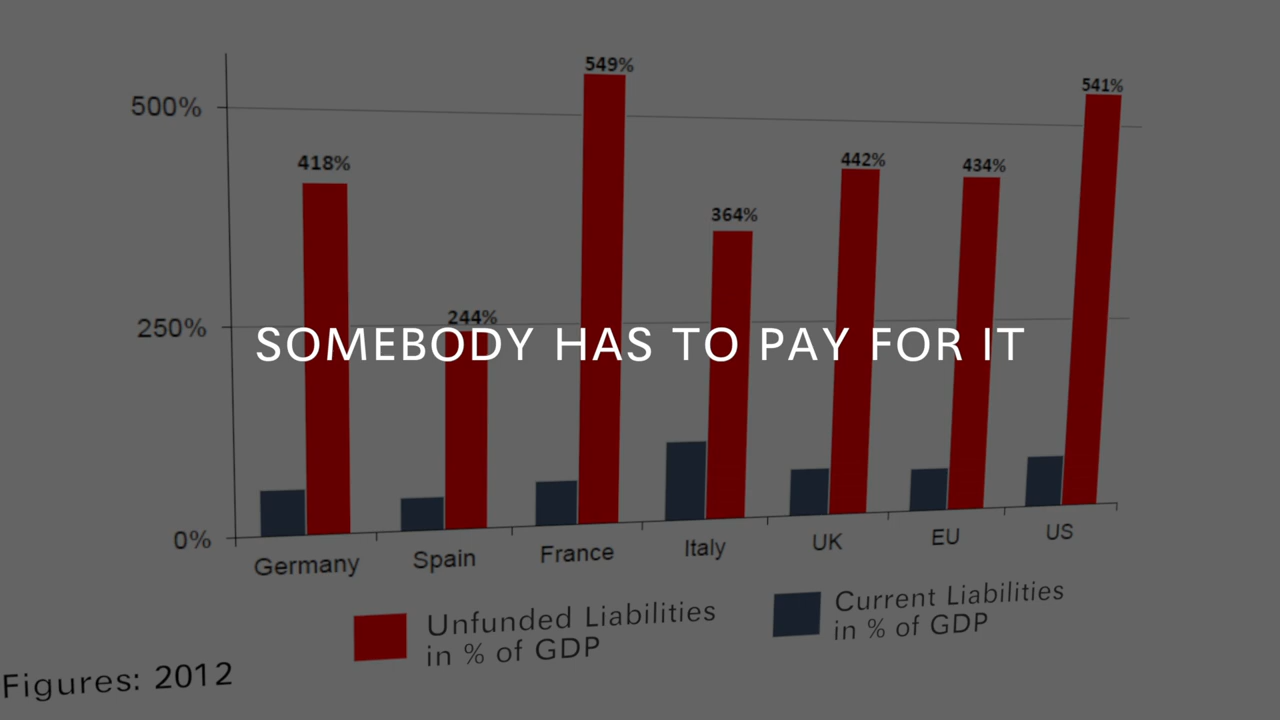 549%
541%
500%
418%
442%
434%
364%
244%
250%
SOMEBODY HAS TO PAY FOR IT
0%
Germany
Spain
France
Italy
UK
EU
US
Unfunded Liabilities
in % of GDP
Current Liabilities
in % of GDP
Figures: 2012